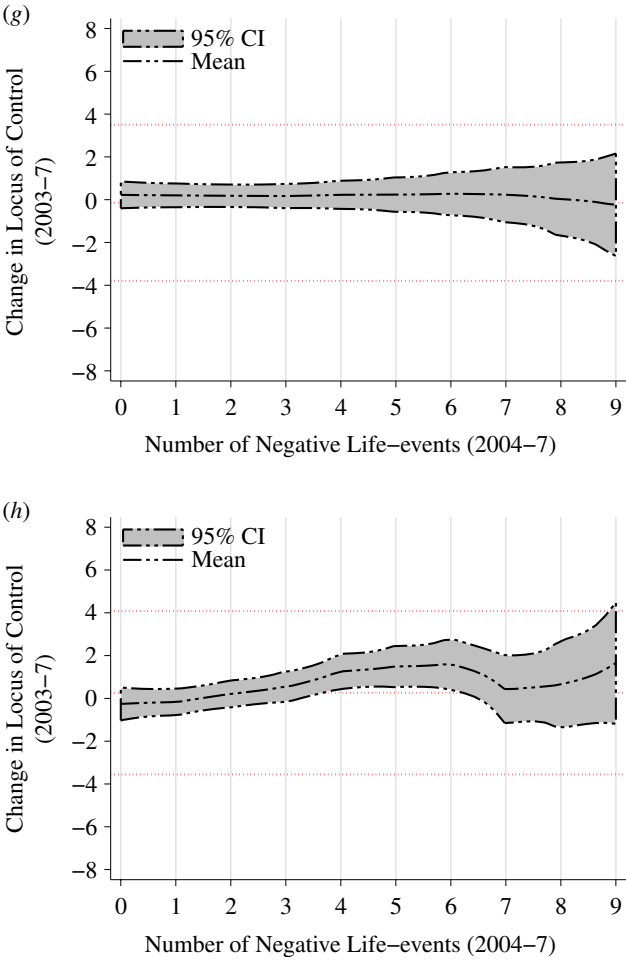 (g)
8
6
4
2
0
−2
−4
−6
−8
Change in Locus of Control
(2003−7)
95% CI
Mean
0 1 2 3 4 5 6 7 8 9
Number of Negative Life−events (2004−7)
(h)
8
6
4
2
0
−2
−4
−6
−8
Change in Locus of Control
(2003−7)
95% CI
Mean
0 1 2 3 4 5 6 7 8 9
Number of Negative Life−events (2004−7)